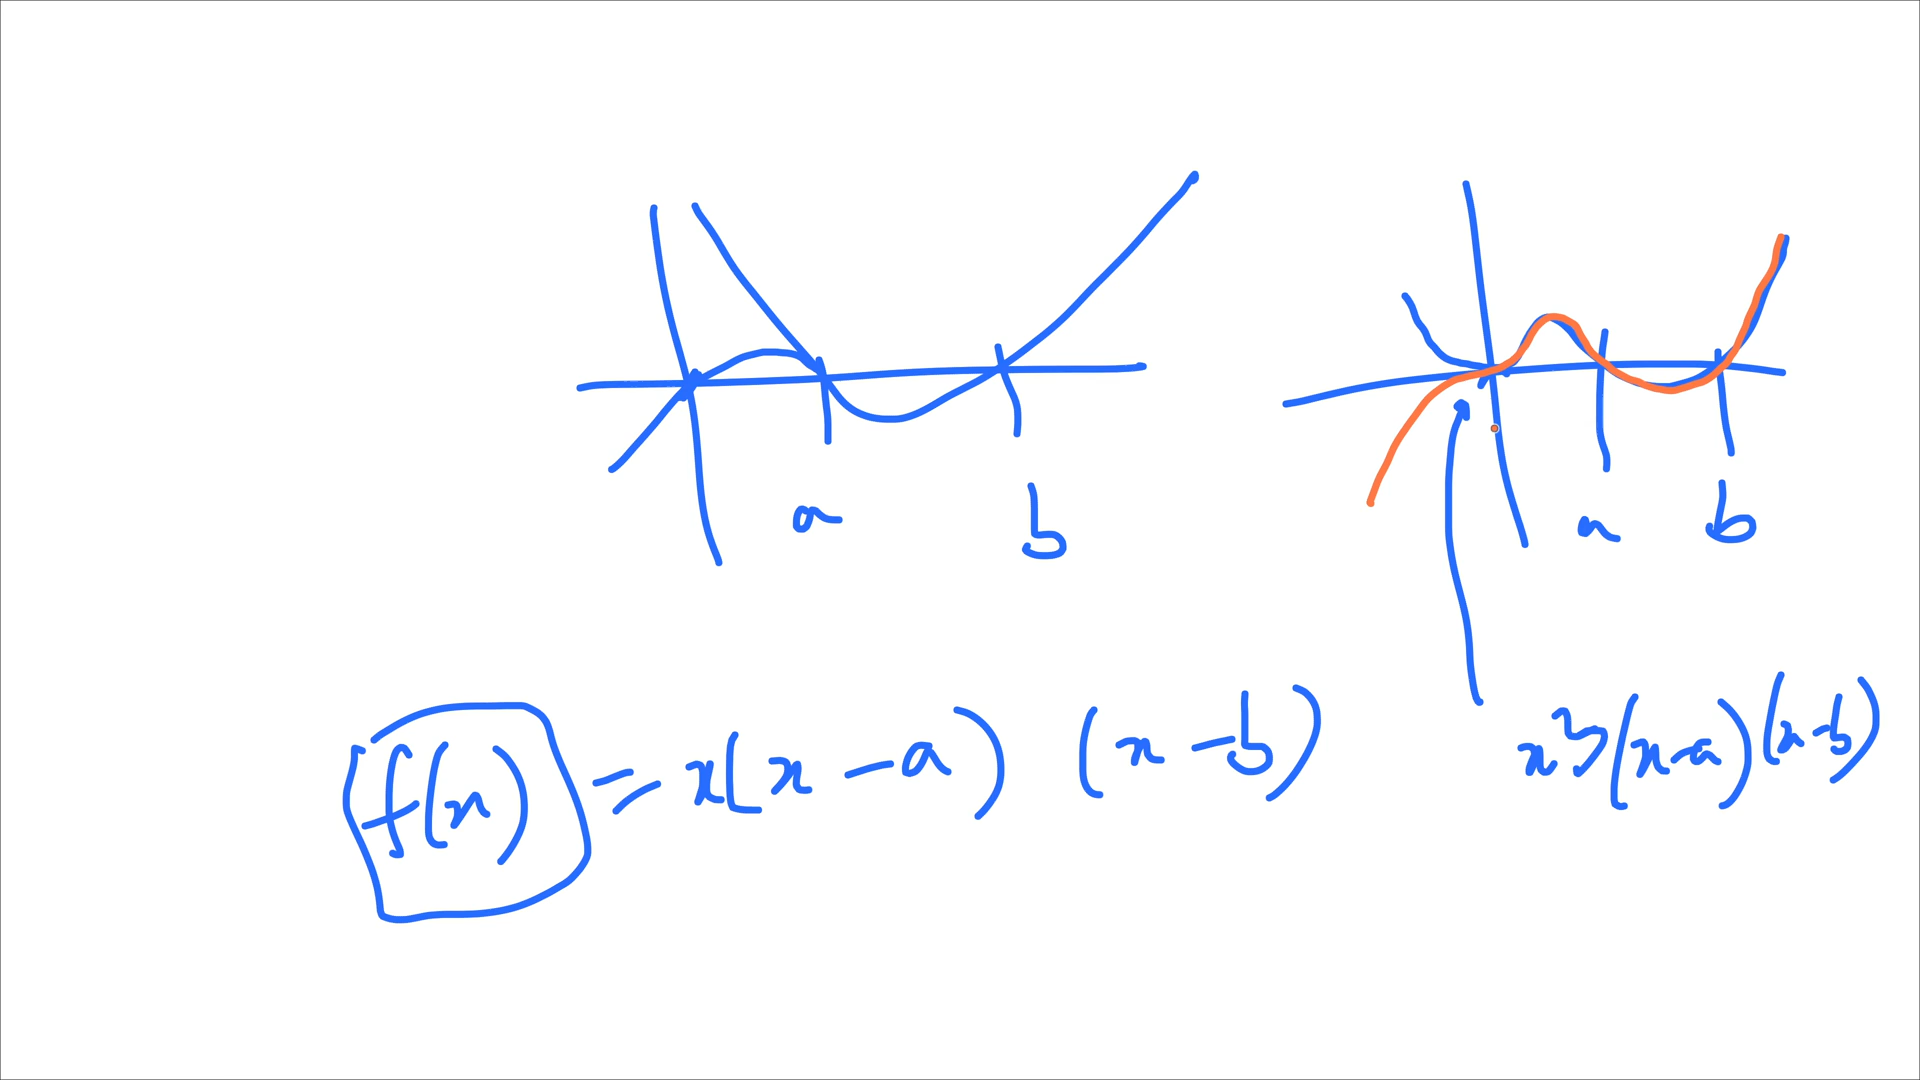 a b
a b
f(x) = x(x-a) (x-b) x³(x-a)(x-b)